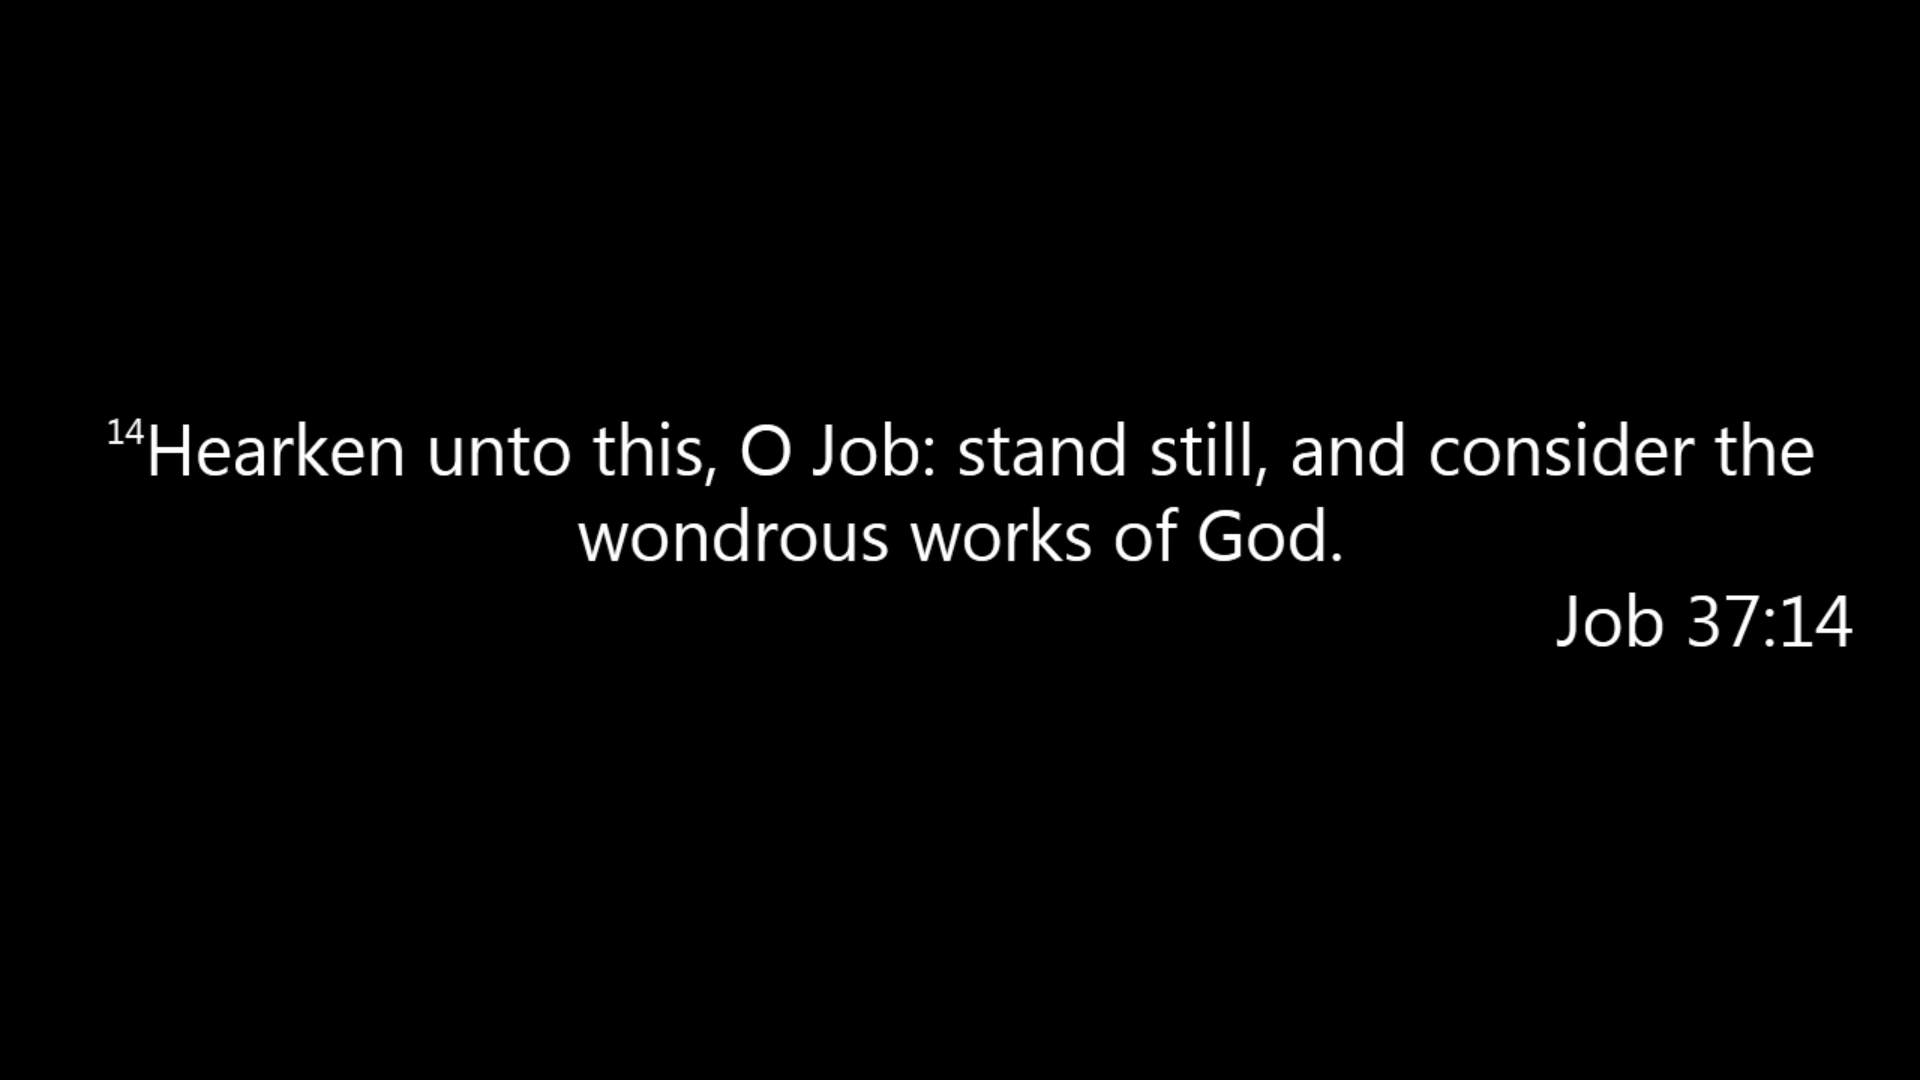 14Hearken unto this, O Job: stand still, and consider the
wondrous works of God.
Job 37:14